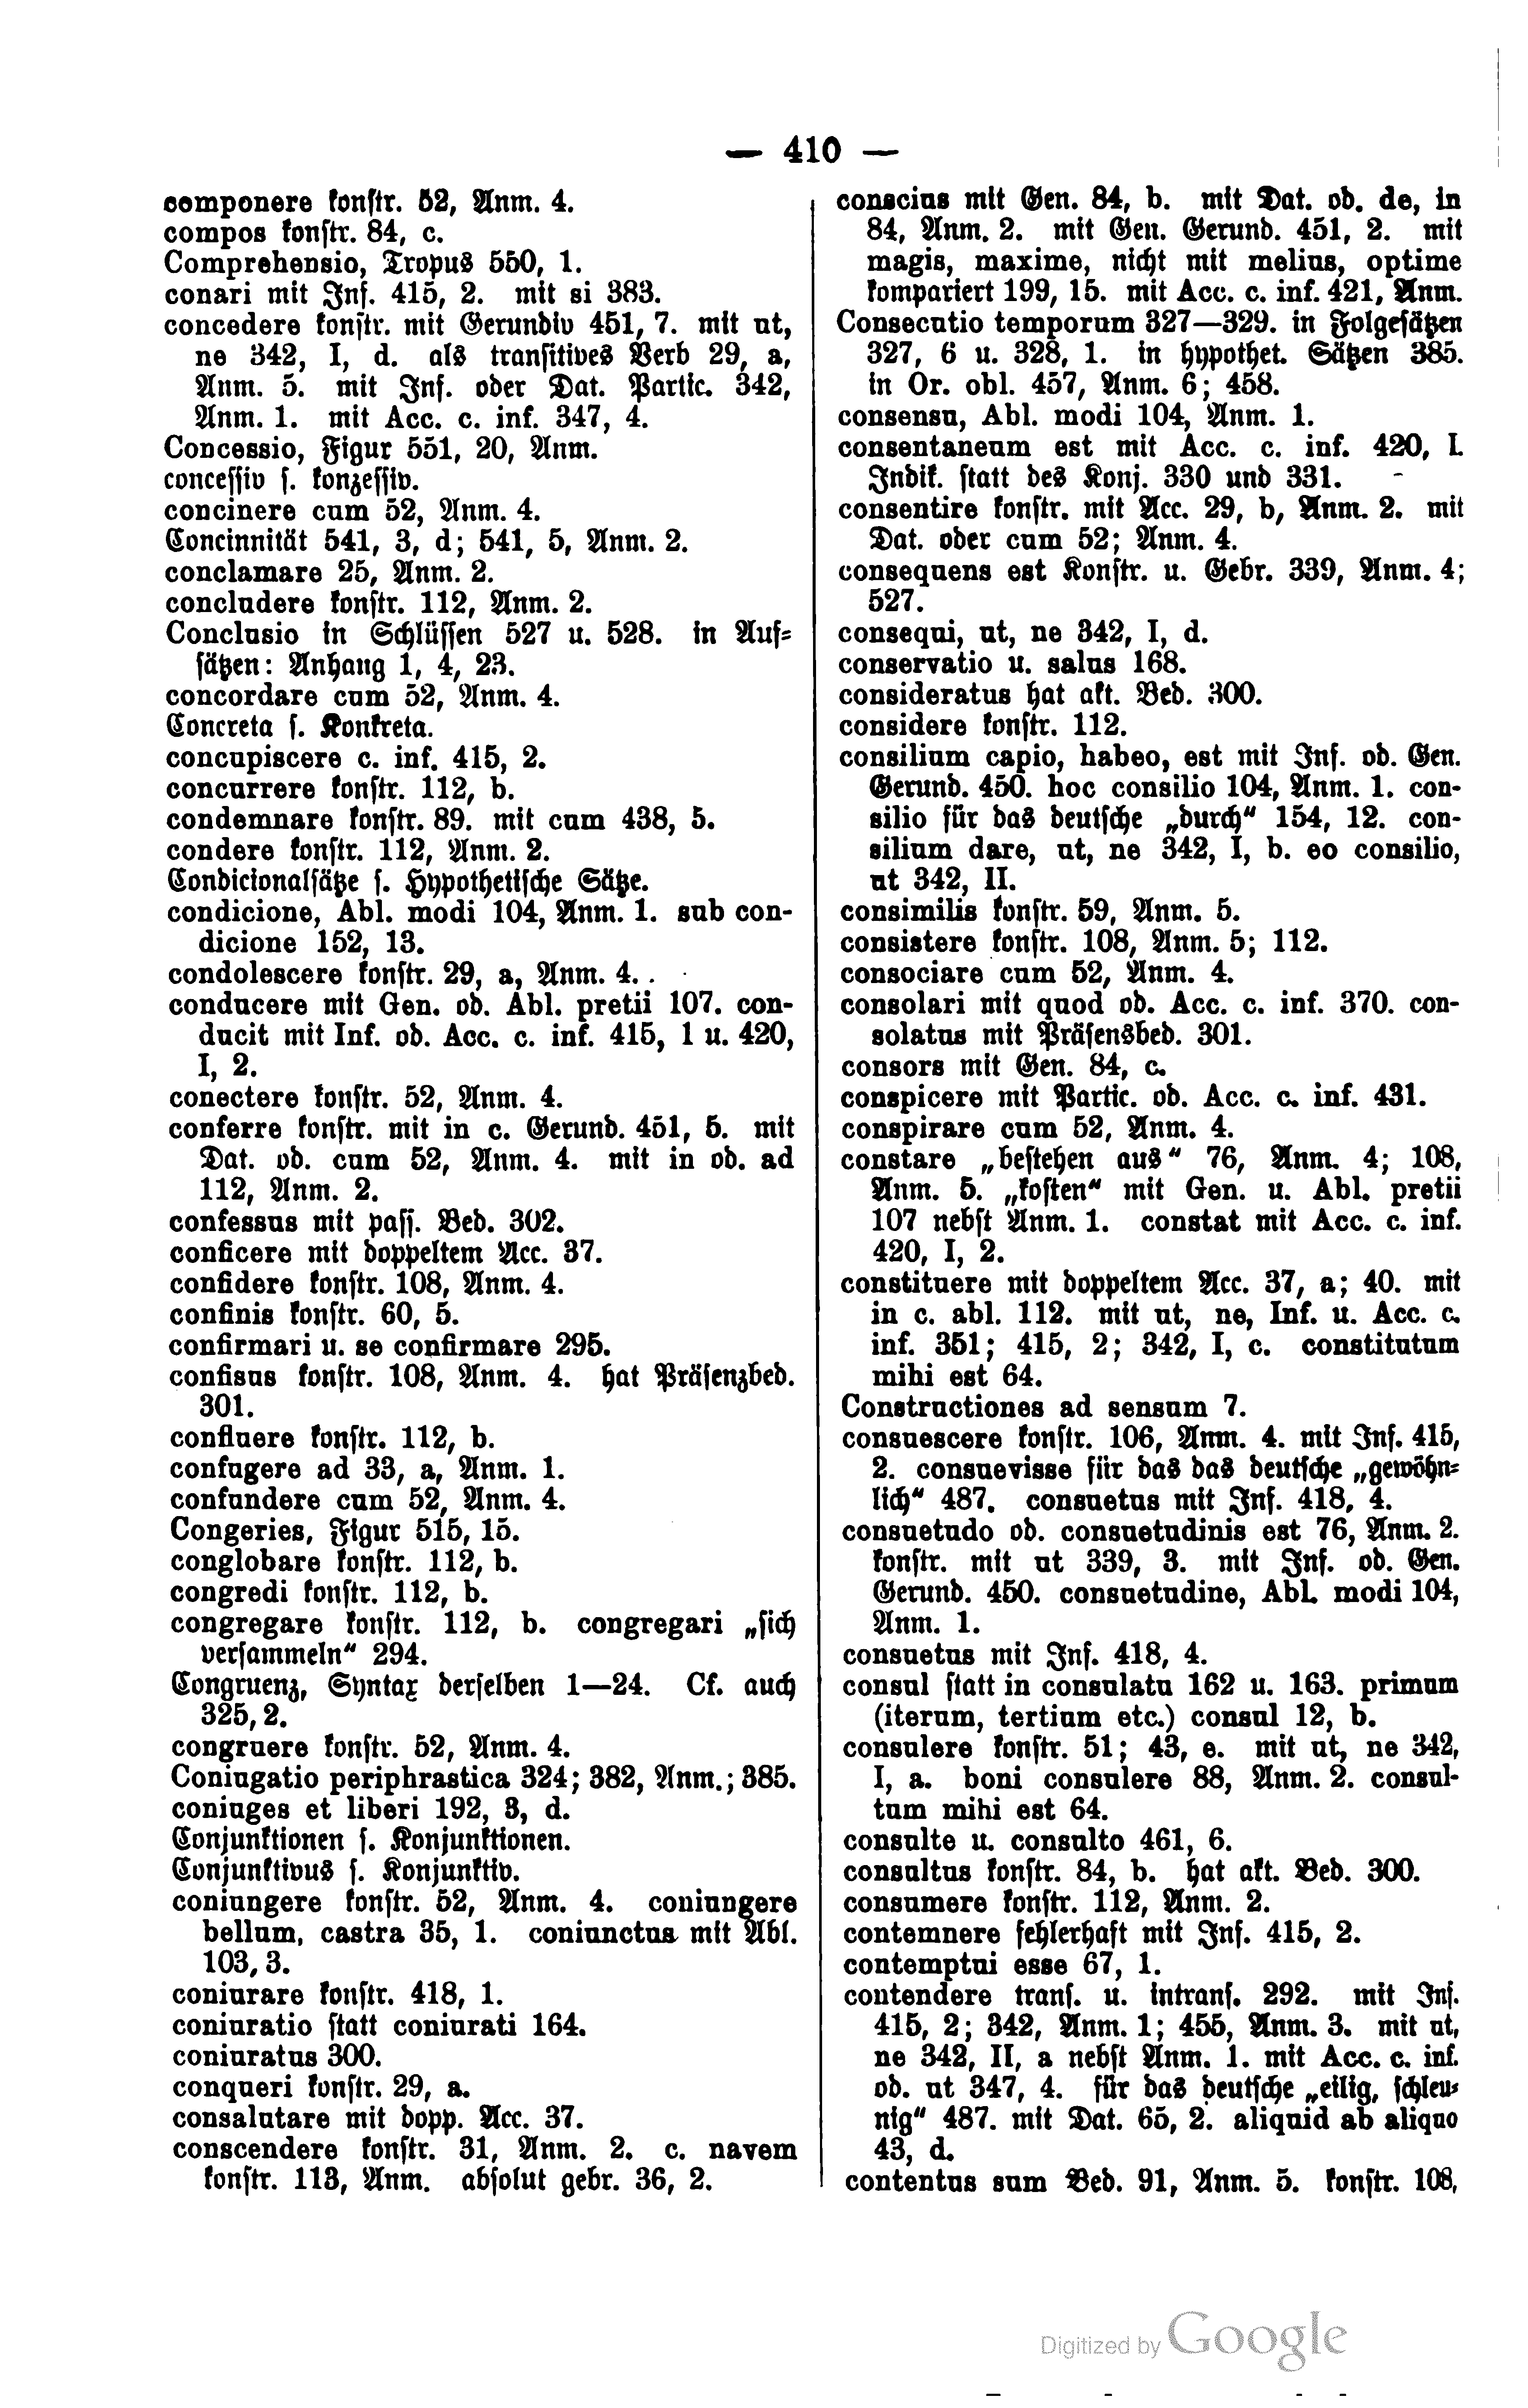 — 410 —
componere konſtr. 52, Anm. 4.
compos konſtr. 84, c.
Comprehensio, Tropus 550, 1.
conari mit Inf. 415, 2. mit si 383.
concedere konſtr. mit Gerundiv 451, 7. mit ut,
ne 342, I, d. als tranſitives Verb 29, a,
Anm. 5. mit Inf. oder Dat. Partic. 342,
Anm. 1. mit Acc. c. inf. 347, 4.
Concessio, Figur 551, 20, Anm.
conceſſiv ſ. konzeſſiv.
concinere cum 52, Anm. 4.
Concinnität 541, 3, d; 541, 5, Anm. 2.
conclamare 25, Anm. 2.
concludere konſtr. 112, Anm. 2.
Conclusio in Schlüſſen 527 u. 528. in Auf⸗
ſätzen: Anhang 1, 4, 23.
concordare cum 52, Anm. 4.
Concreta ſ. Konkreta.
concupiscere c. inf. 415, 2.
concurrere konſtr. 112, b.
condemnare konſtr. 89. mit cum 438, 5.
condere konſtr. 112, Anm. 2.
Condicionalſätze ſ. Hypothetiſche Sätze.
condicione, Abl. modi 104, Anm. 1. sub con-
dicione 152, 13.
condolescere konſtr. 29, a, Anm. 4.
conducere mit Gen. od. Abl. pretii 107. con-
ducit mit Inf. od. Acc. c. inf. 415, 1 u. 420,
I, 2.
conectere konſtr. 52, Anm. 4.
conferre konſtr. mit in c. Gerund. 451, 5. mit
Dat. od. cum 52, Anm. 4. mit in od. ad
112, Anm. 2.
confessus mit paſſ. Bed. 302.
conficere mit doppeltem Acc. 37.
confidere konſtr. 108, Anm. 4.
confinis konſtr. 60, 5.
confirmari u. se confirmare 295.
confisus konſtr. 108, Anm. 4. hat Präſenzbed.
301.
confluere konſtr. 112, b.
confugere ad 33, a, Anm. 1.
confundere cum 52, Anm. 4.
Congeries, Figur 515, 15.
conglobare konſtr. 112, b.
congredi konſtr. 112, b.
congregare konſtr. 112, b. congregari „ſich
verſammeln“ 294.
Congruenz, Syntax derſelben 1—24. Cf. auch
325, 2.
congruere konſtr. 52, Anm. 4.
Coniugatio periphrastica 324; 382, Anm.; 385.
coniuges et liberi 192, 3, d.
Conjunktionen ſ. Konjunktionen.
Conjunktivus ſ. Konjunktiv.
coniungere konſtr. 52, Anm. 4. coniungere
bellum, castra 35, 1. coniunctus mit Abl.
103, 3.
coniurare konſtr. 418, 1.
coniuratio ſtatt coniurati 164.
coniuratus 300.
conqueri konſtr. 29, a.
consalutare mit dopp. Acc. 37.
conscendere konſtr. 31, Anm. 2. c. navem
konſtr. 113, Anm. abſolut gebr. 36, 2.
conscius mit Gen. 84, b. mit Dat. od. de, in
84, Anm. 2. mit Gen. Gerund. 451, 2. mit
magis, maxime, nicht mit melius, optime
kompariert 199, 15. mit Acc. c. inf. 421, Anm.
Consecutio temporum 327—329. in Folgeſätzen
327, 6 u. 328, 1. in hypothet. Sätzen 385.
in Or. obl. 457, Anm. 6; 458.
consensu, Abl. modi 104, Anm. 1.
consentaneum est mit Acc. c. inf. 420, I.
Indik. ſtatt des Konj. 330 und 331.
consentire konſtr. mit Acc. 29, b, Anm. 2. mit
Dat. oder cum 52; Anm. 4.
consequens est Konſtr. u. Gebr. 339, Anm. 4;
527.
consequi, ut, ne 342, I, d.
conservatio u. salus 168.
consideratus hat akt. Bed. 300.
considere konſtr. 112.
consilium capio, habeo, est mit Inf. od. Gen.
Gerund. 450. hoc consilio 104, Anm. 1. con-
silio für das deutſche „durch“ 154, 12. con-
silium dare, ut, ne 342, I, b. eo consilio,
ut 342, II.
consimilis konſtr. 59, Anm. 5.
consistere konſtr. 108, Anm. 5; 112.
consociare cum 52, Anm. 4.
consolari mit quod od. Acc. c. inf. 370. con-
solatus mit Präſensbed. 301.
consors mit Gen. 84, c.
conspicere mit Partic. od. Acc. c. inf. 431.
conspirare cum 52, Anm. 4.
constare „beſtehen aus“ 76, Anm. 4; 108,
Anm. 5. „koſten“ mit Gen. u. Abl. pretii
107 nebſt Anm. 1. constat mit Acc. c. inf.
420, I, 2.
constituere mit doppeltem Acc. 37, a; 40. mit
in c. abl. 112. mit ut, ne, Inf. u. Acc. c.
inf. 351; 415, 2; 342, I, c. constitutum
mihi est 64.
Constructiones ad sensum 7.
consuescere konſtr. 106, Anm. 4. mit Inf. 415,
2. consuevisse für das das deutſche „gewöhn⸗
lich“ 487. consuetus mit Inf. 418, 4.
consuetudo od. consuetudinis est 76, Anm. 2.
konſtr. mit ut 339, 3. mit Inf. od. Gen.
Gerund. 450. consuetudine, Abl. modi 104,
Anm. 1.
consuetus mit Inf. 418, 4.
consul ſtatt in consulatu 162 u. 163. primum
(iterum, tertium etc.) consul 12, b.
consulere konſtr. 51; 43, e. mit ut, ne 342,
I, a. boni consulere 88, Anm. 2. consul-
tum mihi est 64.
consulte u. consulto 461, 6.
consultus konſtr. 84, b. hat akt. Bed. 300.
consumere konſtr. 112, Anm. 2.
contemnere fehlerhaft mit Inf. 415, 2.
contemptui esse 67, 1.
contendere tranſ. u. intranſ. 292. mit Inf.
415, 2; 342, Anm. 1; 455, Anm. 3. mit ut,
ne 342, II, a nebſt Anm. 1. mit Acc. c. inf.
od. ut 347, 4. für das deutſche „eilig, ſchleu⸗
nig“ 487. mit Dat. 65, 2. aliquid ab aliquo
43, d.
contentus sum Bed. 91, Anm. 5. konſtr. 108,
Digitized by Google